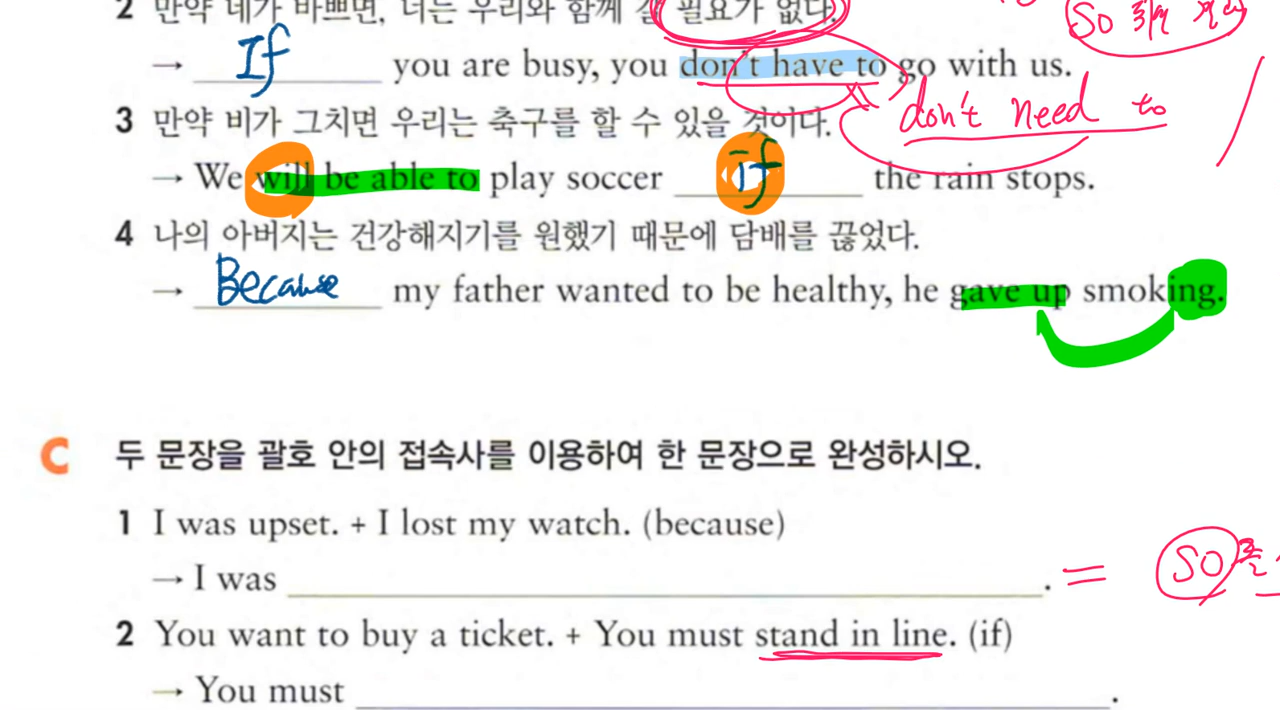 2 만약 네가 바쁘면, 너는 우리와 함께 갈 필요가 없다.
So
→ If you are busy, you don't have to go with us.
don't need to
3 만약 비가 그치면 우리는 축구를 할 수 있을 것이다.
→ We will be able to play soccer if the rain stops.
4 나의 아버지는 건강해지기를 원했기 때문에 담배를 끊었다.
→ Because my father wanted to be healthy, he gave up smoking.
C 두 문장을 괄호 안의 접속사를 이용하여 한 문장으로 완성하시오.
1 I was upset. + I lost my watch. (because)
→ I was . = SO
2 You want to buy a ticket. + You must stand in line. (if)
→ You must .